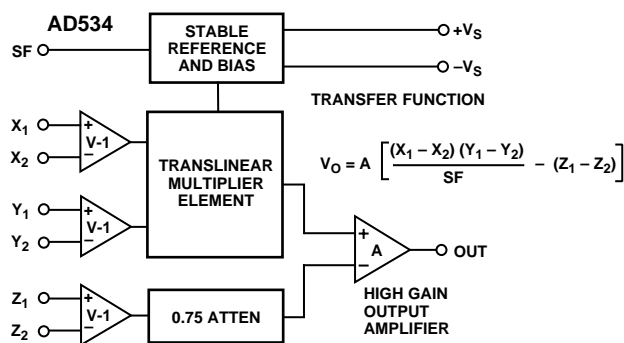 AD534
SF
STABLE
REFERENCE
AND BIAS
+VS
–VS
TRANSFER FUNCTION
X1
+
V-1
X2
–
TRANSLINEAR
MULTIPLIER
ELEMENT
VO = A [ (X1 – X2) (Y1 – Y2) / SF – (Z1 – Z2) ]
Y1
+
V-1
Y2
–
+
A
–
OUT
HIGH GAIN
OUTPUT
AMPLIFIER
Z1
+
V-1
Z2
–
0.75 ATTEN